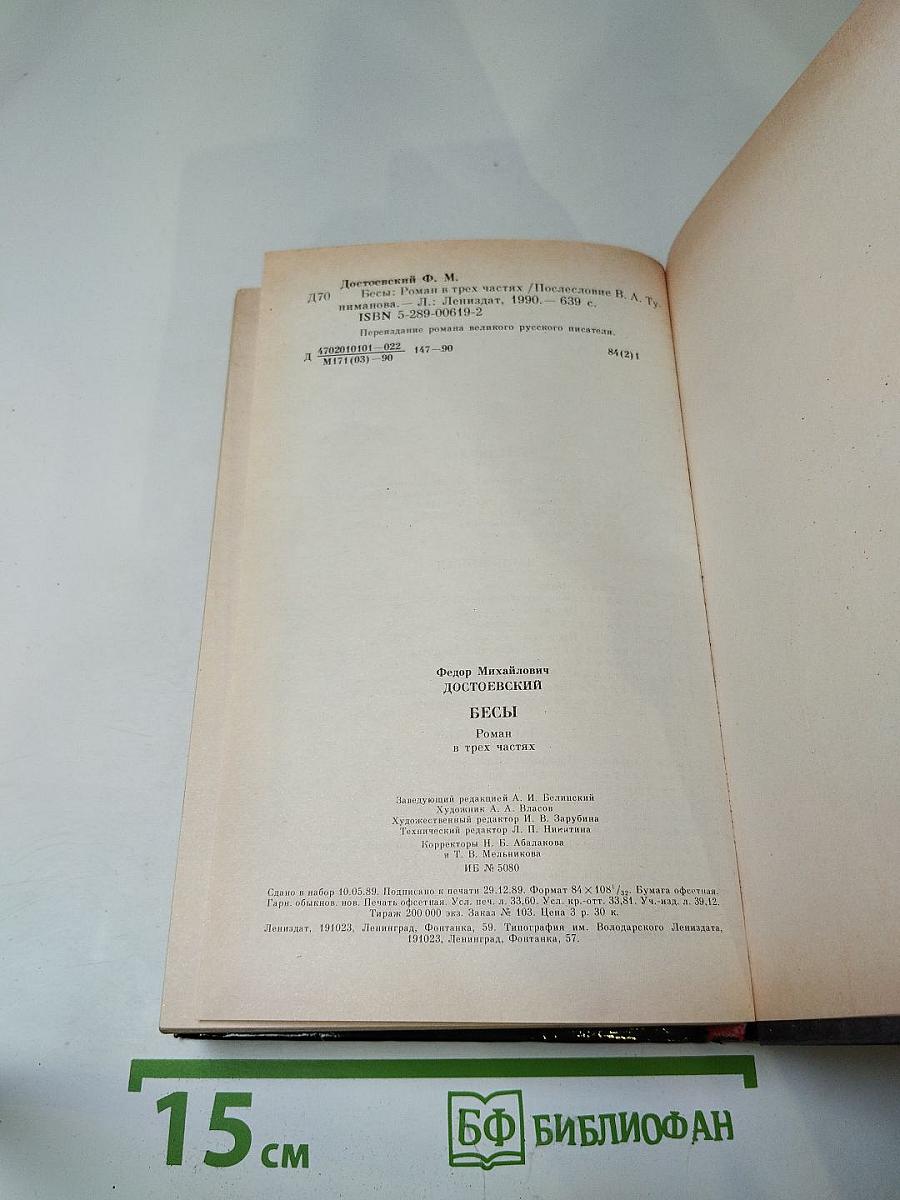 Достоевский Ф. М.
Д70 Бесы: Роман в трех частях /Послесловие В. А. Ту-
ниманова.— Л.: Лениздат, 1990.— 639 с.
ISBN 5-289-00619-2
Переиздание романа великого русского писателя.
Д 4702010101—022 147—90 84(2)1
М171(03)—90
Федор Михайлович
ДОСТОЕВСКИЙ
БЕСЫ
Роман
в трех частях
Заведующий редакцией А. И. Белинский
Художник А. А. Власов
Художественный редактор И. В. Зарубина
Технический редактор Л. П. Никитина
Корректоры Н. Б. Абалакова
и Т. В. Мельникова
ИБ № 5080
Сдано в набор 10.05.89. Подписано к печати 29.12.89. Формат 84×108¹/₃₂. Бумага офсетная.
Гарн. обыкнов. нов. Печать офсетная. Усл. печ. л. 33,60. Усл. кр.-отт. 33,81. Уч.-изд. л. 39,12.
Тираж 200 000 экз. Заказ № 103. Цена 3 р. 30 к.
Лениздат, 191023, Ленинград, Фонтанка, 59. Типография им. Володарского Лениздата,
191023, Ленинград, Фонтанка, 57.
15 см БФ БИБЛИОФАН